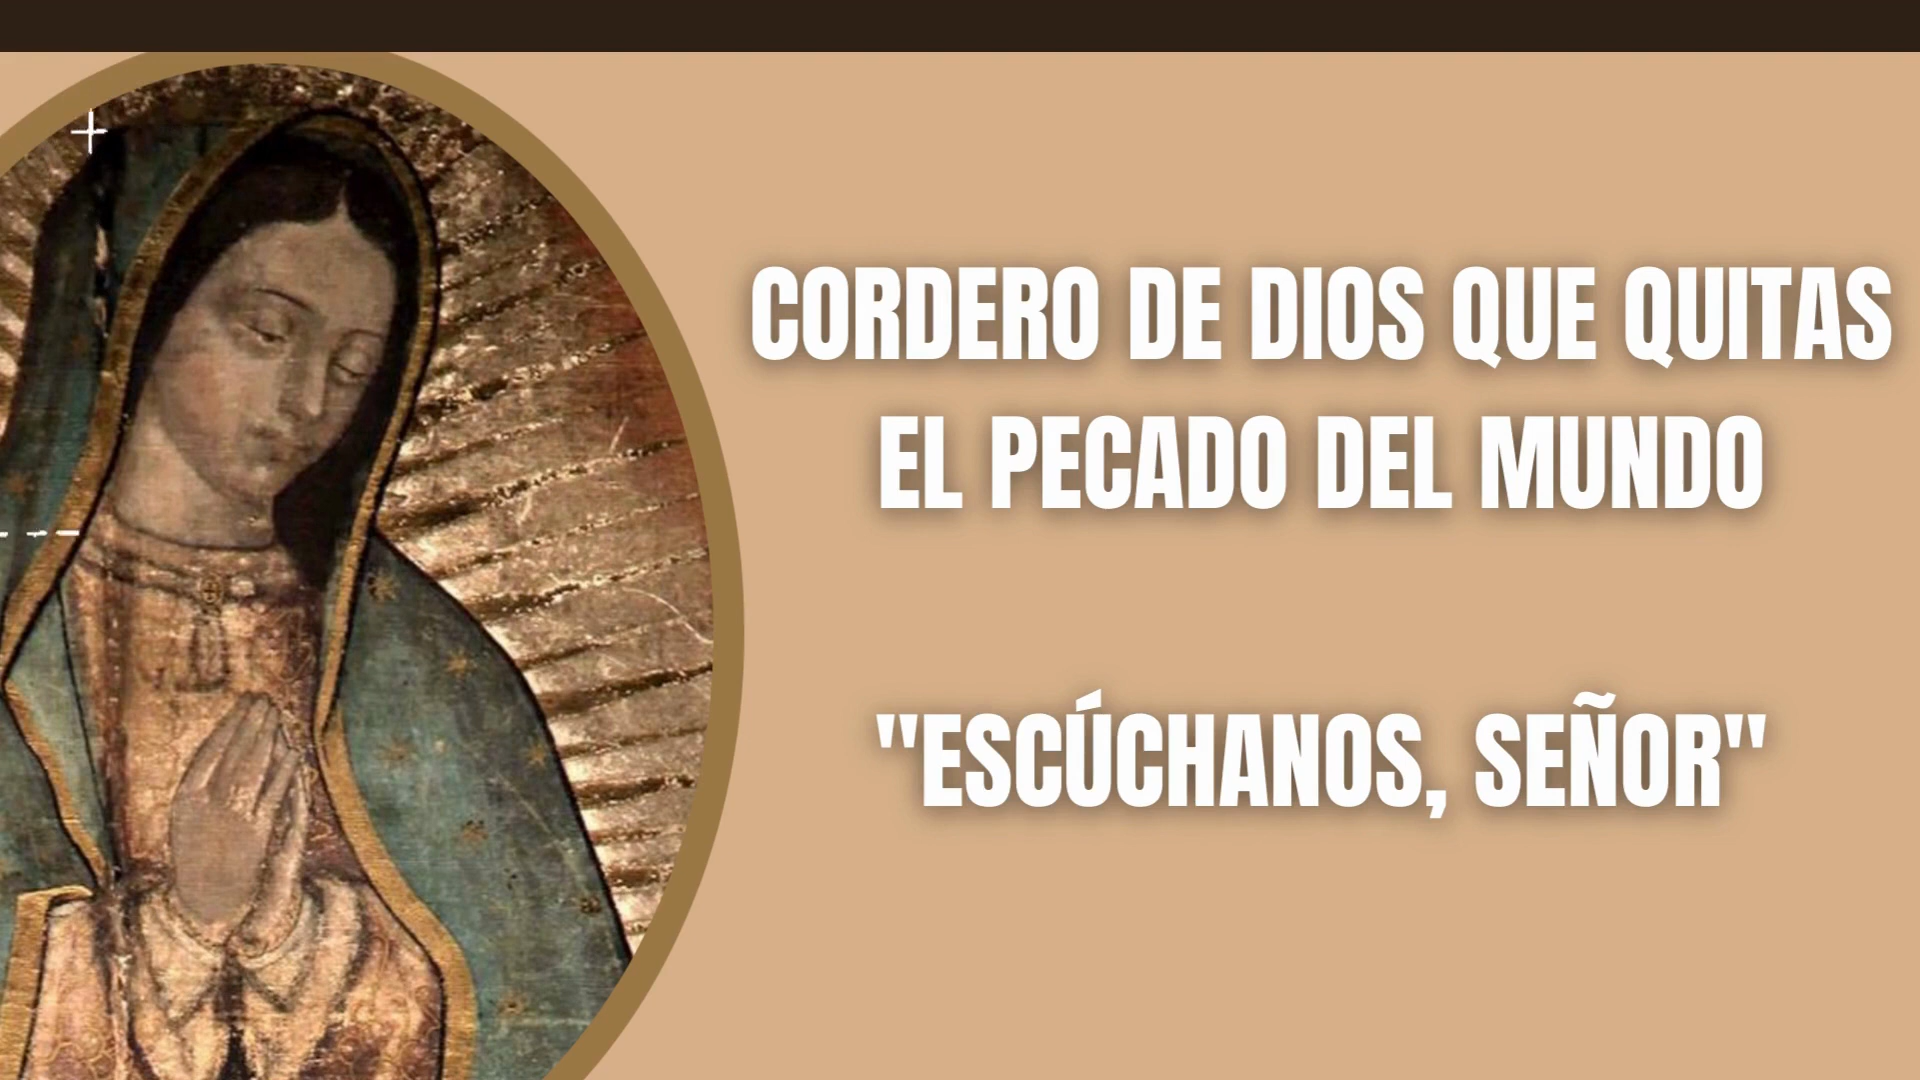 CORDERO DE DIOS QUE QUITAS
EL PECADO DEL MUNDO
"ESCÚCHANOS, SEÑOR"